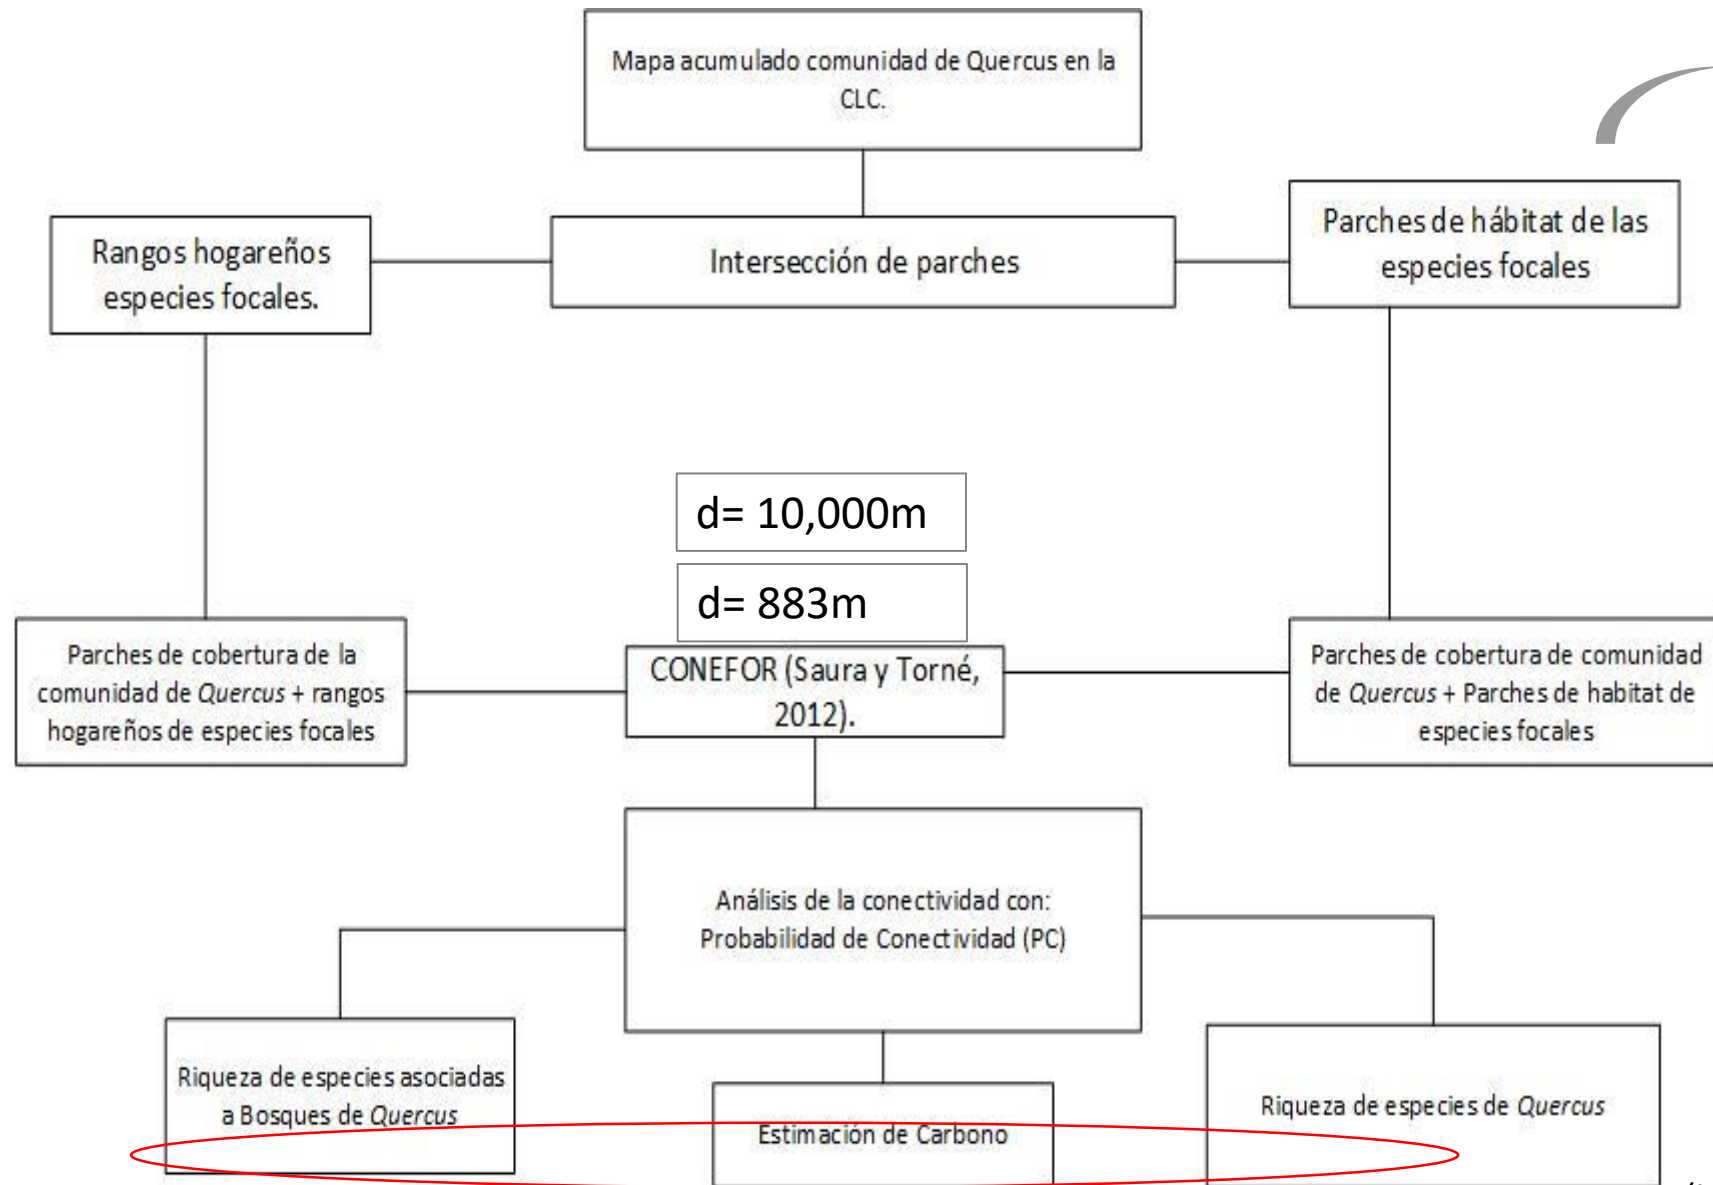 Mapa acumulado comunidad de Quercus en la
CLC.
Rangos hogareños
especies focales.
Intersección de parches
Parches de hábitat de las
especies focales
d= 10,000m
d= 883m
Parches de cobertura de la
comunidad de Quercus + rangos
hogareños de especies focales
CONEFOR (Saura y Torné,
2012).
Parches de cobertura de comunidad
de Quercus + Parches de habitat de
especies focales
Análisis de la conectividad con:
Probabilidad de Conectividad (PC)
Riqueza de especies asociadas
a Bosques de Quercus
Estimación de Carbono
Riqueza de especies de Quercus